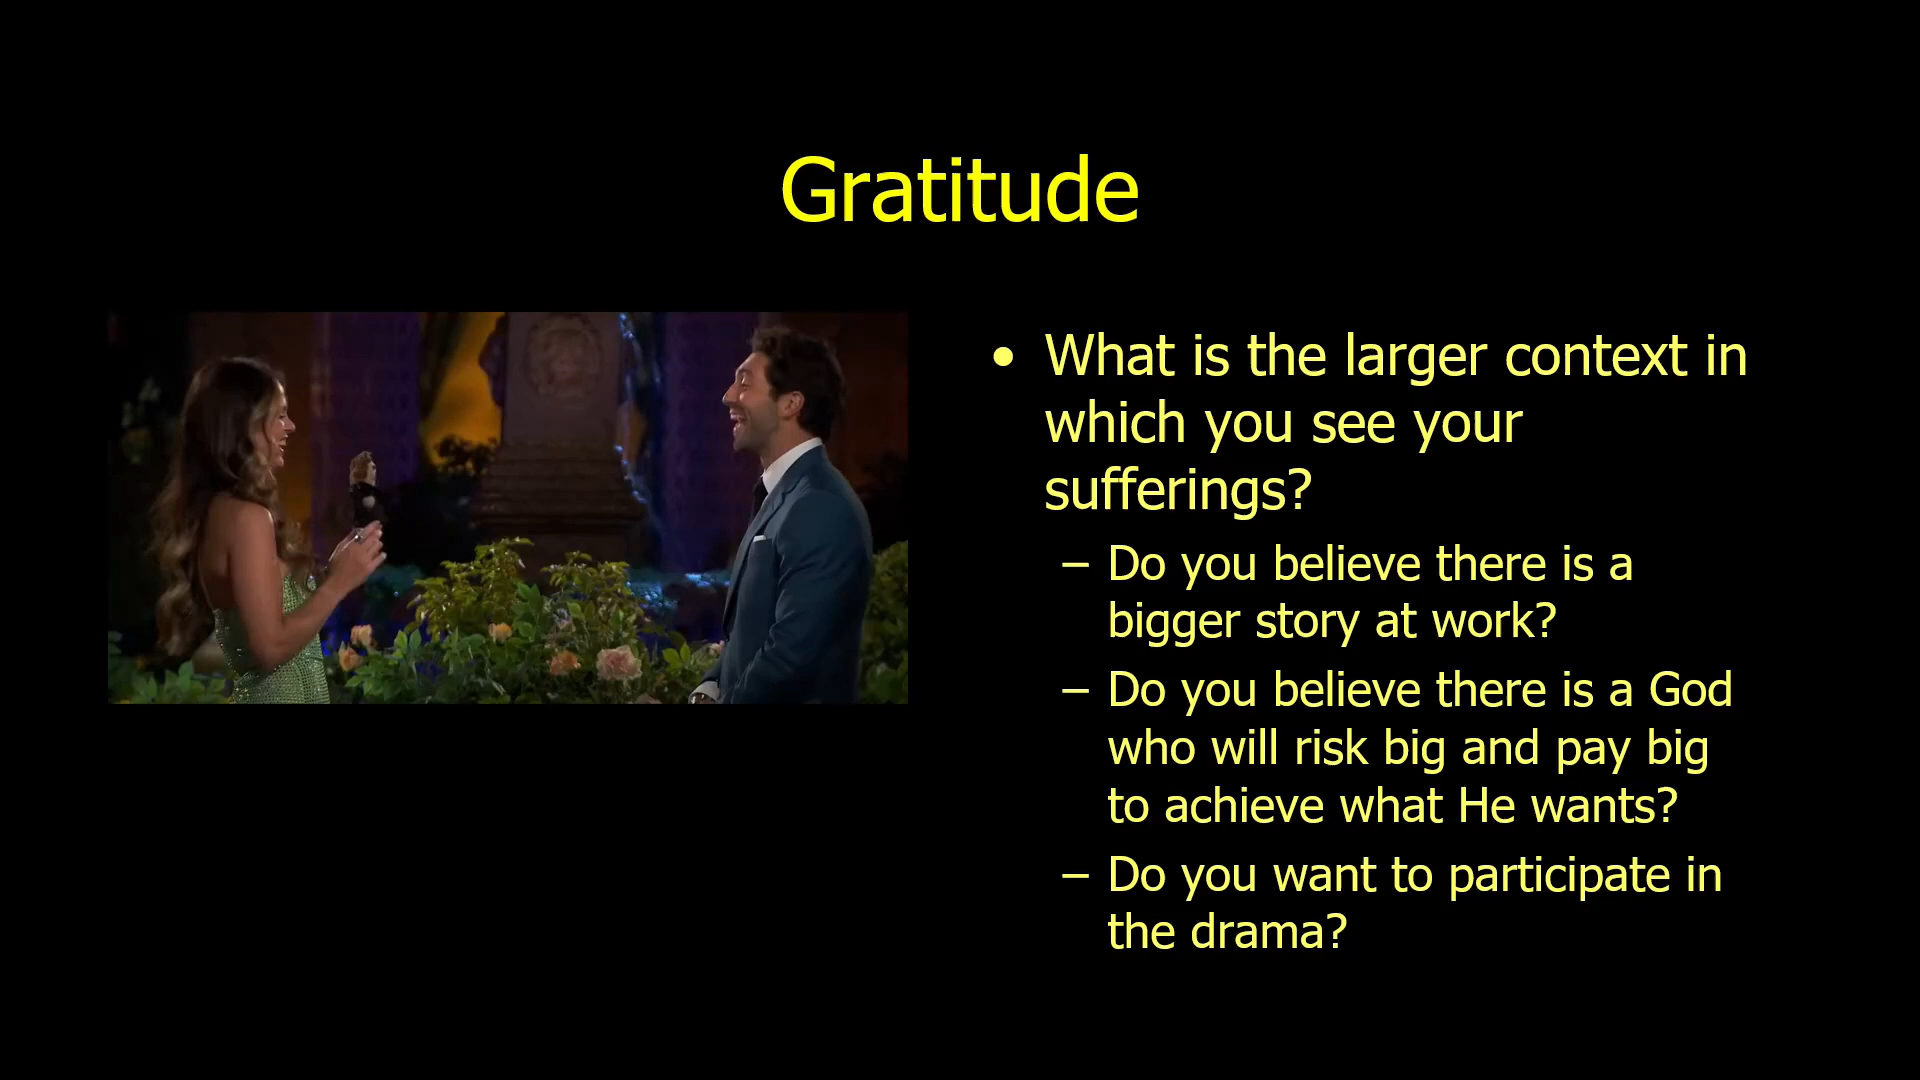 Gratitude
• What is the larger context in
which you see your
sufferings?
– Do you believe there is a
bigger story at work?
– Do you believe there is a God
who will risk big and pay big
to achieve what He wants?
– Do you want to participate in
the drama?